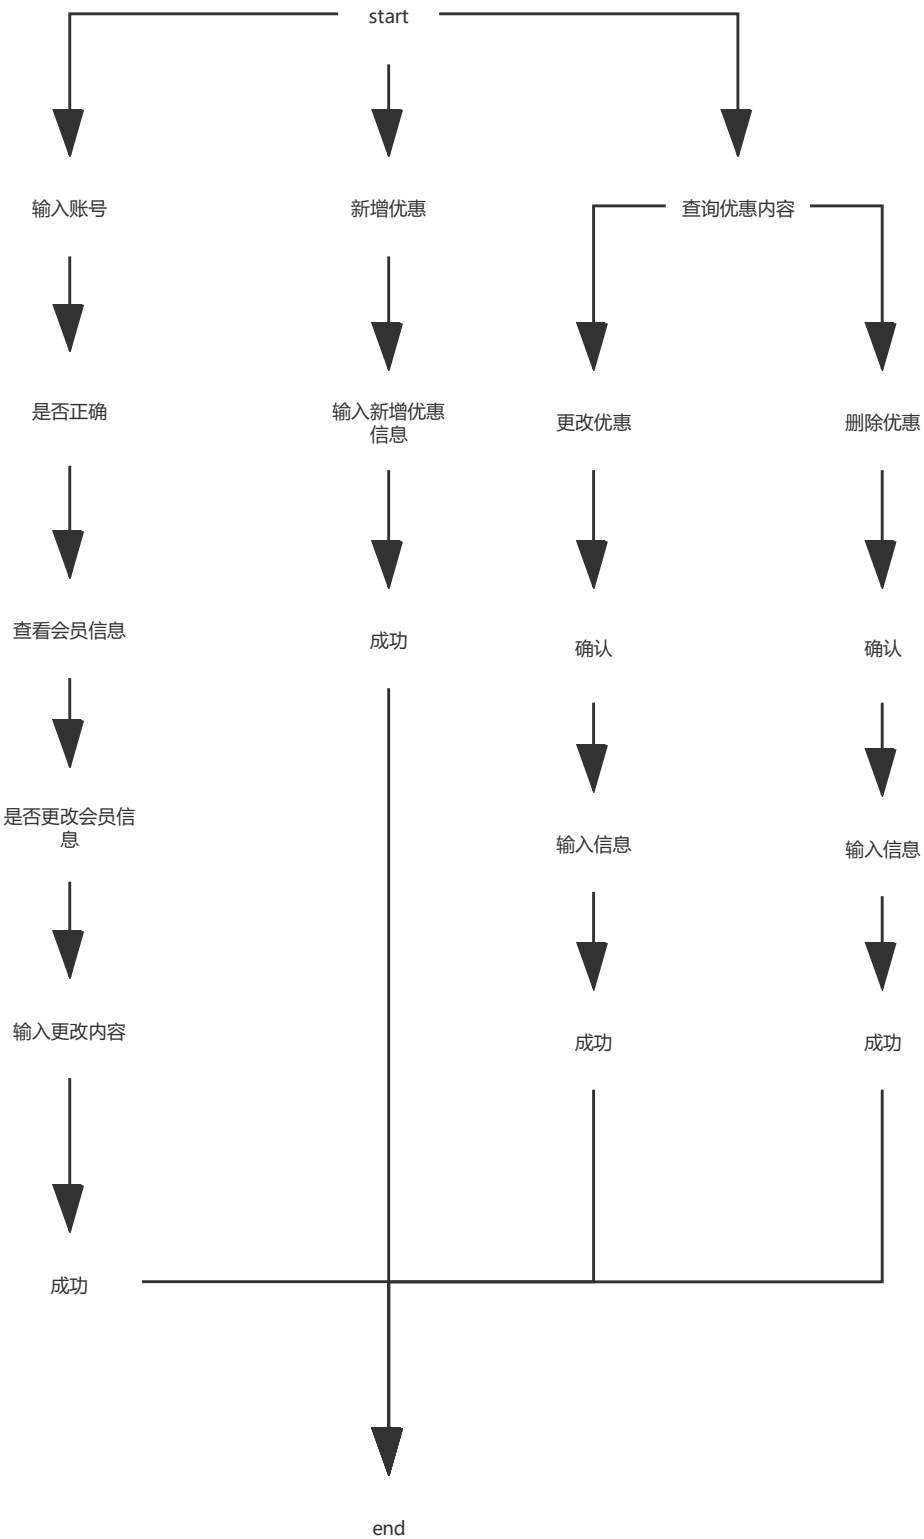 start
输入账号
新增优惠
查询优惠内容
是否正确
输入新增优惠
信息
更改优惠
删除优惠
查看会员信息
成功
确认
确认
是否更改会员信
息
输入信息
输入信息
输入更改内容
成功
成功
成功
end